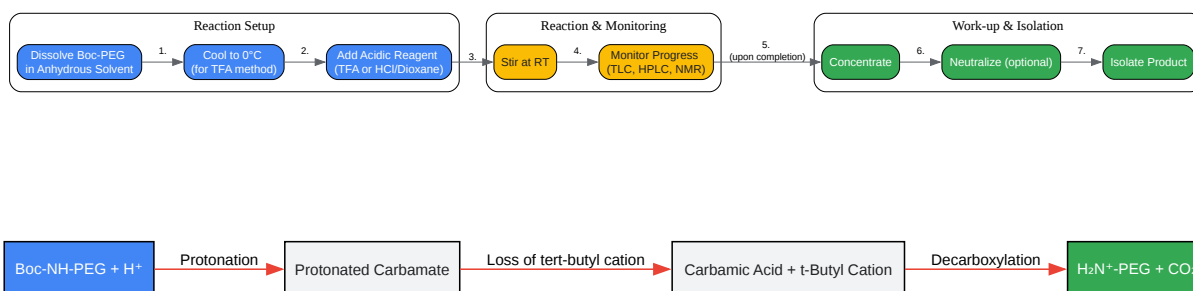 Reaction Setup
Reaction & Monitoring
Work-up & Isolation
Dissolve Boc-PEG
in Anhydrous Solvent
1.
Cool to 0°C
(for TFA method)
2.
Add Acidic Reagent
(TFA or HCl/Dioxane)
3.
Stir at RT
4.
Monitor Progress
(TLC, HPLC, NMR)
5.
(upon completion)
Concentrate
6.
Neutralize (optional)
7.
Isolate Product
Boc-NH-PEG + H⁺
Protonation
Protonated Carbamate
Loss of tert-butyl cation
Carbamic Acid + t-Butyl Cation
Decarboxylation
H₂N⁺-PEG + CO₂